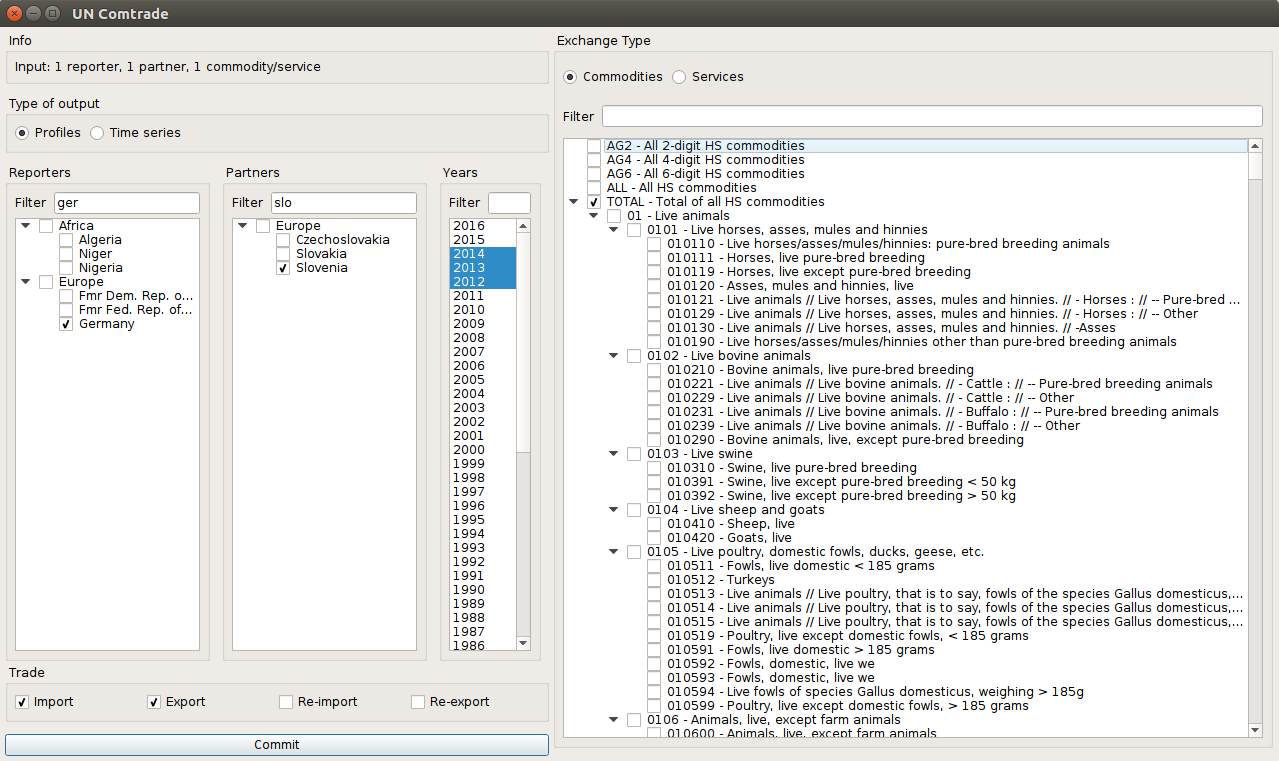 UN Comtrade
Info
Input: 1 reporter, 1 partner, 1 commodity/service
Type of output
Profiles
Time series
Reporters
Filter
ger
Africa
Algeria
Niger
Nigeria
Europe
Fmr Dem. Rep. o...
Fmr Fed. Rep. of...
Germany
Partners
Filter
slo
Europe
Czechoslovakia
Slovakia
Slovenia
Years
Filter
2016
2015
2014
2013
2012
2011
2010
2009
2008
2007
2006
2005
2004
2003
2002
2001
2000
1999
1998
1997
1996
1995
1994
1993
1992
1991
1990
1989
1988
1987
1986
Trade
Import
Export
Re-import
Re-export
Commit
Exchange Type
Commodities
Services
Filter
AG2 - All 2-digit HS commodities
AG4 - All 4-digit HS commodities
AG6 - All 6-digit HS commodities
ALL - All HS commodities
TOTAL - Total of all HS commodities
01 - Live animals
0101 - Live horses, asses, mules and hinnies
010110 - Live horses/asses/mules/hinnies: pure-bred breeding animals
010111 - Horses, live pure-bred breeding
010119 - Horses, live except pure-bred breeding
010120 - Asses, mules and hinnies, live
010121 - Live animals // Live horses, asses, mules and hinnies. // - Horses : // -- Pure-bred ...
010129 - Live animals // Live horses, asses, mules and hinnies. // - Horses : // -- Other
010130 - Live animals // Live horses, asses, mules and hinnies. // -Asses
010190 - Live horses/asses/mules/hinnies other than pure-bred breeding animals
0102 - Live bovine animals
010210 - Bovine animals, live pure-bred breeding
010221 - Live animals // Live bovine animals. // - Cattle : // -- Pure-bred breeding animals
010229 - Live animals // Live bovine animals. // - Cattle : // -- Other
010231 - Live animals // Live bovine animals. // - Buffalo : // -- Pure-bred breeding animals
010239 - Live animals // Live bovine animals. // - Buffalo : // -- Other
010290 - Bovine animals, live, except pure-bred breeding
0103 - Live swine
010310 - Swine, live pure-bred breeding
010391 - Swine, live except pure-bred breeding < 50 kg
010392 - Swine, live except pure-bred breeding > 50 kg
0104 - Live sheep and goats
010410 - Sheep, live
010420 - Goats, live
0105 - Live poultry, domestic fowls, ducks, geese, etc.
010511 - Fowls, live domestic < 185 grams
010512 - Turkeys
010513 - Live animals // Live poultry, that is to say, fowls of the species Gallus domesticus,...
010514 - Live animals // Live poultry, that is to say, fowls of the species Gallus domesticus,...
010515 - Live animals // Live poultry, that is to say, fowls of the species Gallus domesticus,...
010519 - Poultry, live except domestic fowls, < 185 grams
010591 - Fowls, live domestic > 185 grams
010592 - Fowls, domestic, live we
010593 - Fowls, domestic, live we
010594 - Live fowls of species Gallus domesticus, weighing > 185g
010599 - Poultry, live except domestic fowls, > 185 grams
0106 - Animals, live, except farm animals
010600 - Animals, live, except farm animals